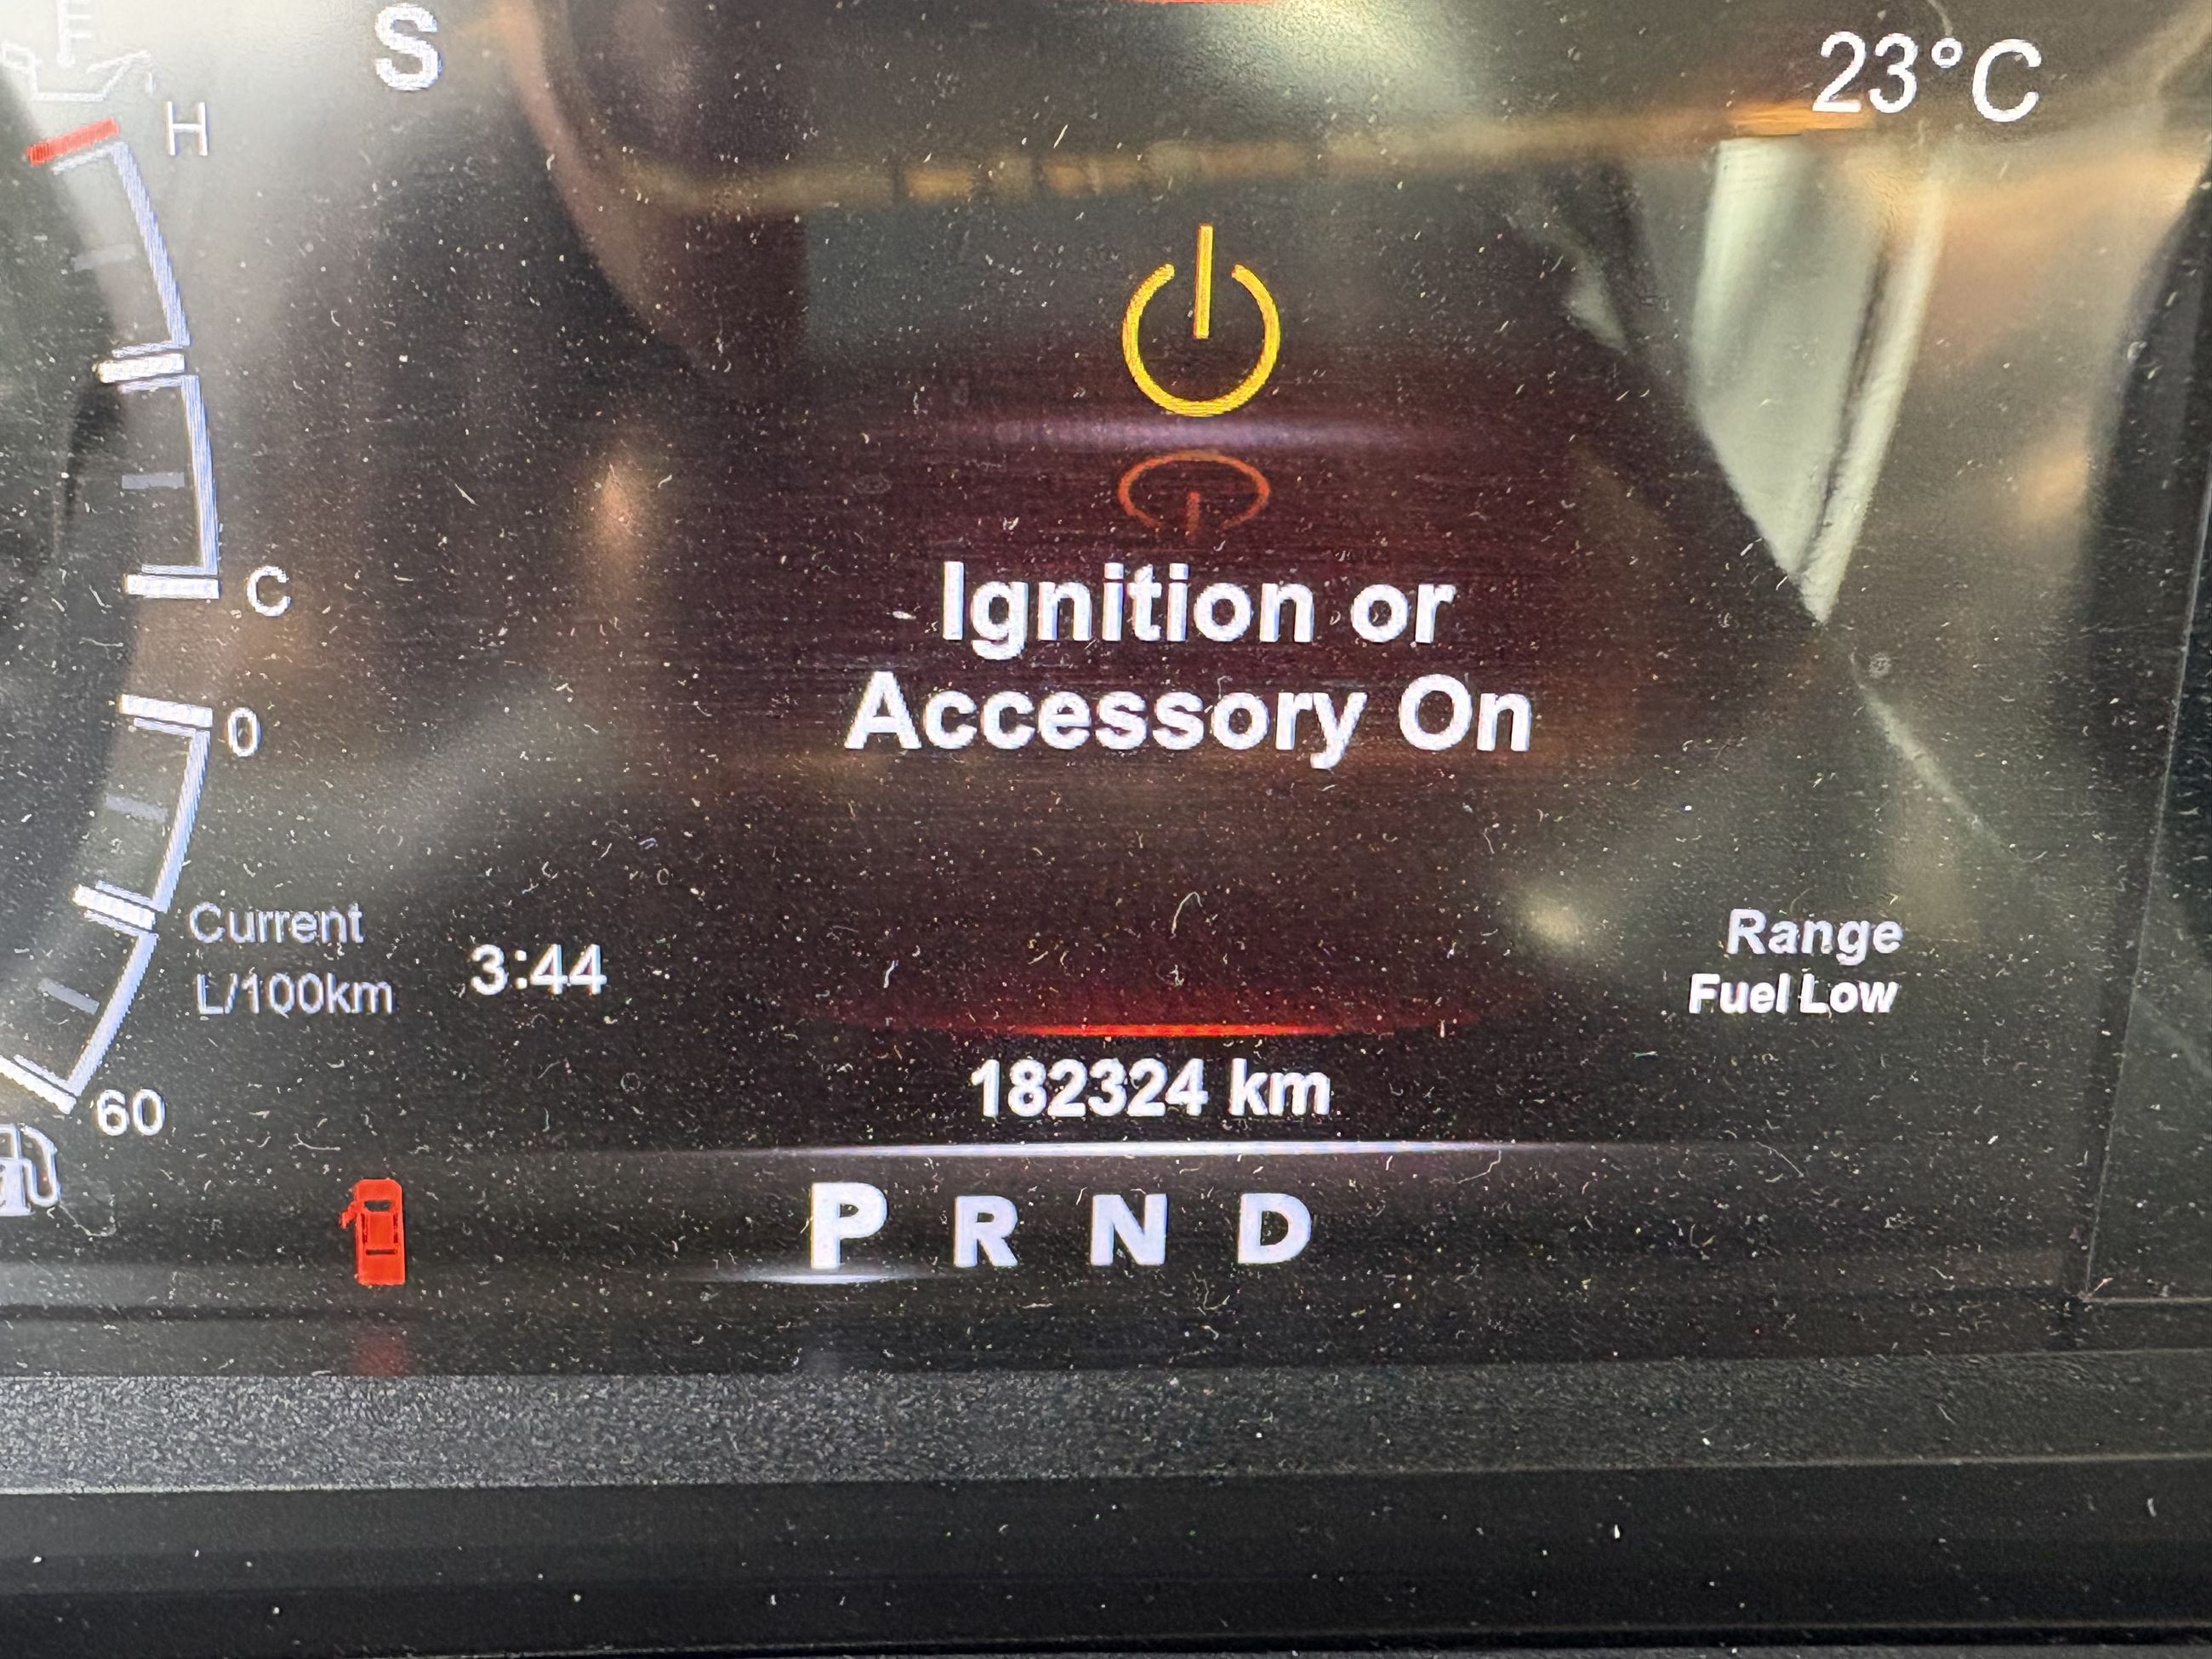 S
23°C
H
Ignition or
Accessory On
C
0
Current
L/100km
3:44
Range
Fuel Low
182324 km
60
P R N D